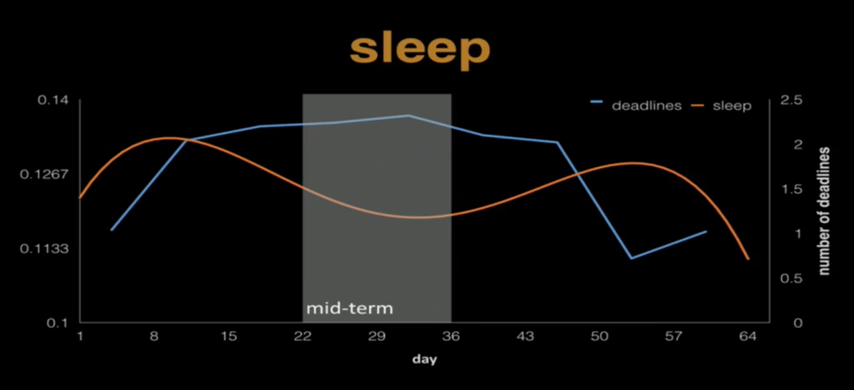 sleep
deadlines sleep
0.14
0.1267
0.1133
0.1
2.5
2
1.5
1
0.5
0
number of deadlines
mid-term
1 8 15 22 29 36 43 50 57 64
day